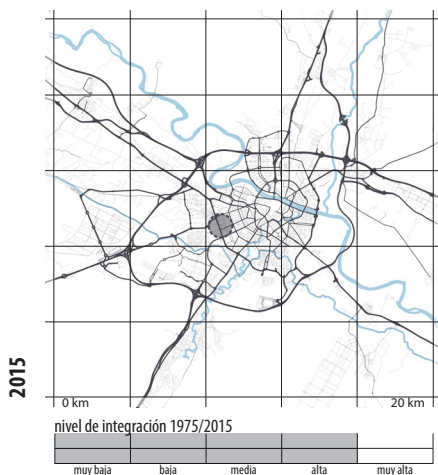 2015
0 km 20 km
nivel de integración 1975/2015
muy baja baja media alta muy alta